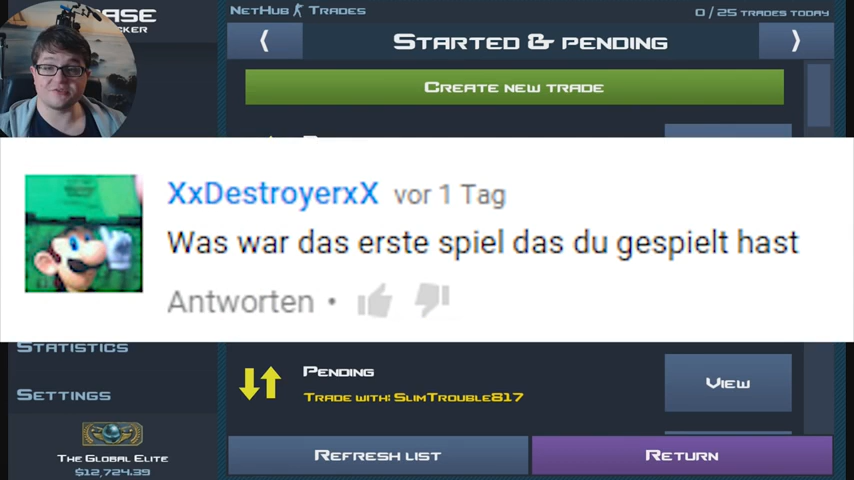 NetHub Trades
0 / 25 trades today
ASE
CKER
Started & pending
Create new trade
XxDestroyerxX vor 1 Tag
Was war das erste spiel das du gespielt hast
Antworten •
Statistics
Pending
Trade with: SlimTrouble817
View
Settings
The Global Elite
$12,724.39
Refresh list
Return